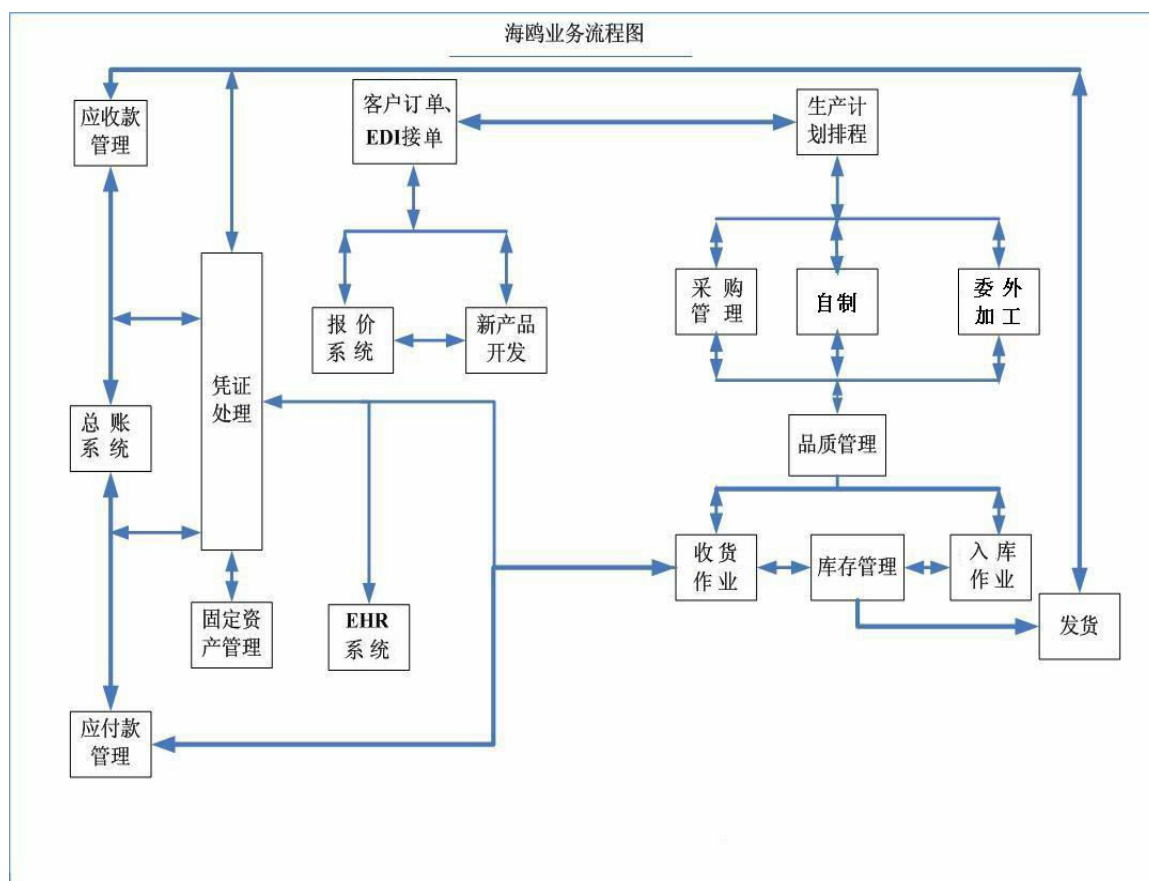 海鸥业务流程图
应收款
管理
客户订单、
EDI接单
生产计
划排程
采 购
管 理
自制
委 外
加 工
报 价
系 统
新产品
开发
凭证
处理
总 账
系 统
品质管理
收 货
作 业
库存管理
入 库
作 业
固定资
产管理
EHR
系 统
发货
应付款
管理